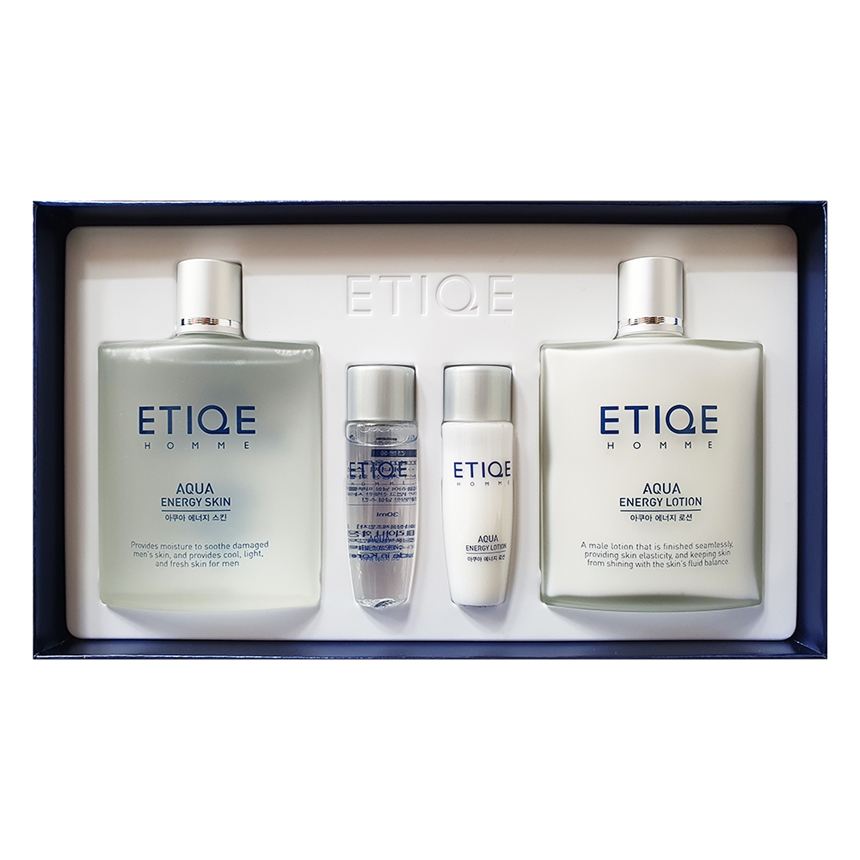 ETIQE
ETIQE
HOMME
AQUA
ENERGY SKIN
아쿠아 에너지 스킨
Provides moisture to soothe damaged
men's skin, and provides cool, light,
and fresh skin for men
ETIQE
HOMME
30ml
ETIQE
HOMME
AQUA
ENERGY LOTION
아쿠아 에너지 로션
ETIQE
HOMME
AQUA
ENERGY LOTION
아쿠아 에너지 로션
A male lotion that is finished seamlessly,
providing skin elasticity, and keeping skin
from shining with the skin's fluid balance.